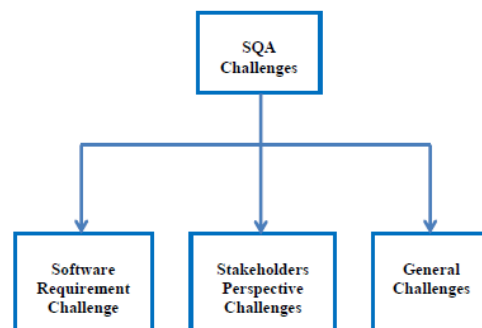 SQA
Challenges
Software
Requirement
Challenge
Stakeholders
Perspective
Challenges
General
Challenges